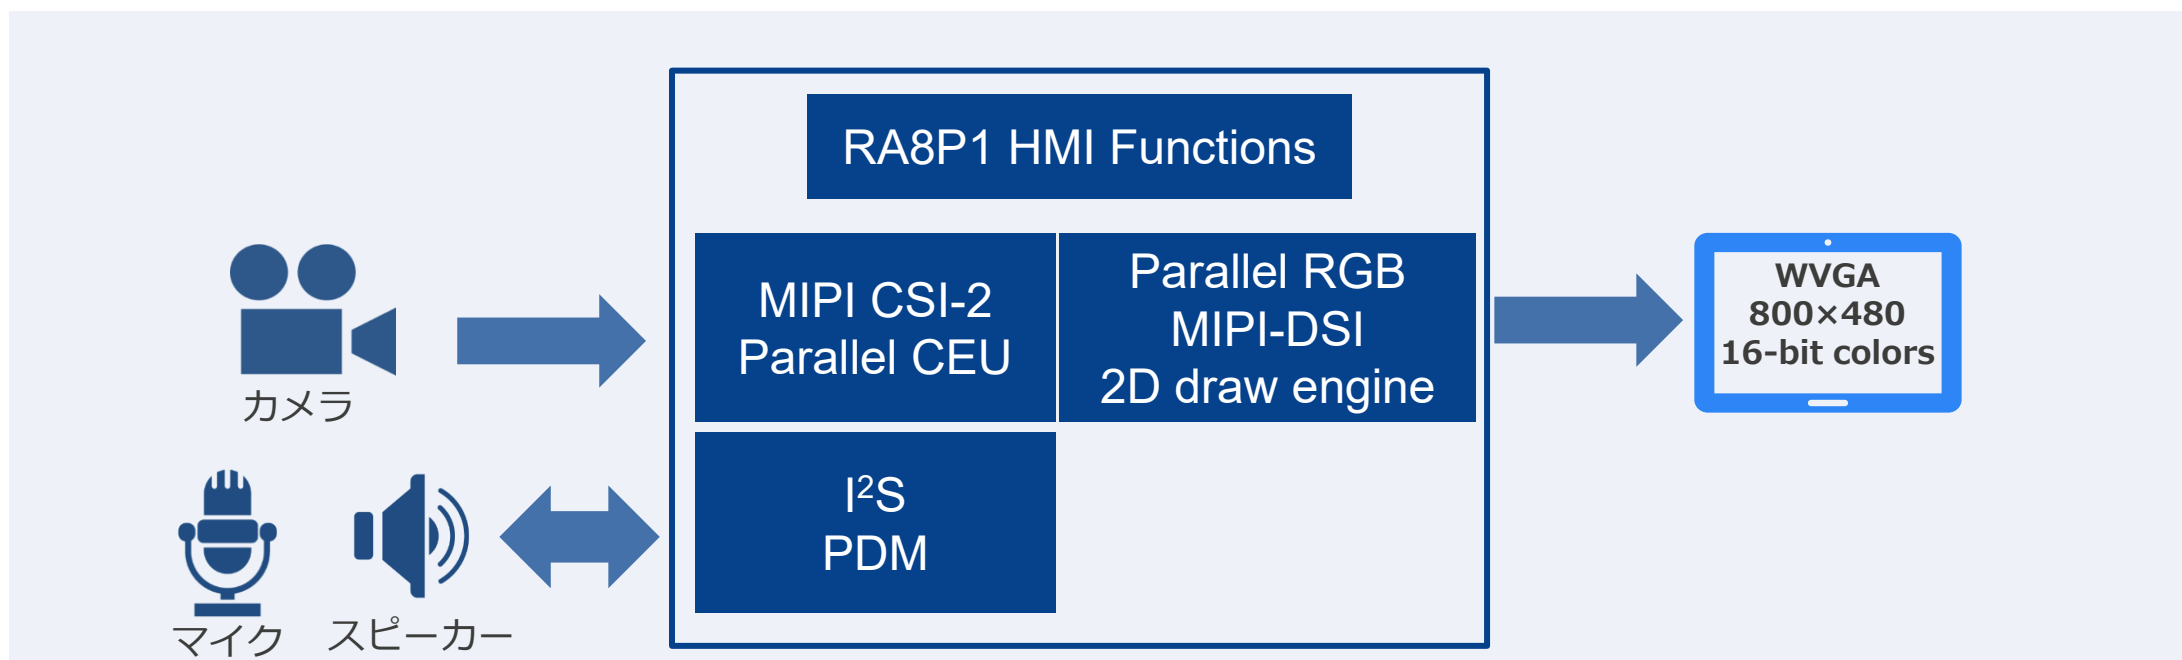 RA8P1 HMI Functions
MIPI CSI-2
Parallel CEU
Parallel RGB
MIPI-DSI
2D draw engine
I²S
PDM
カメラ
マイク
スピーカー
WVGA
800×480
16-bit colors